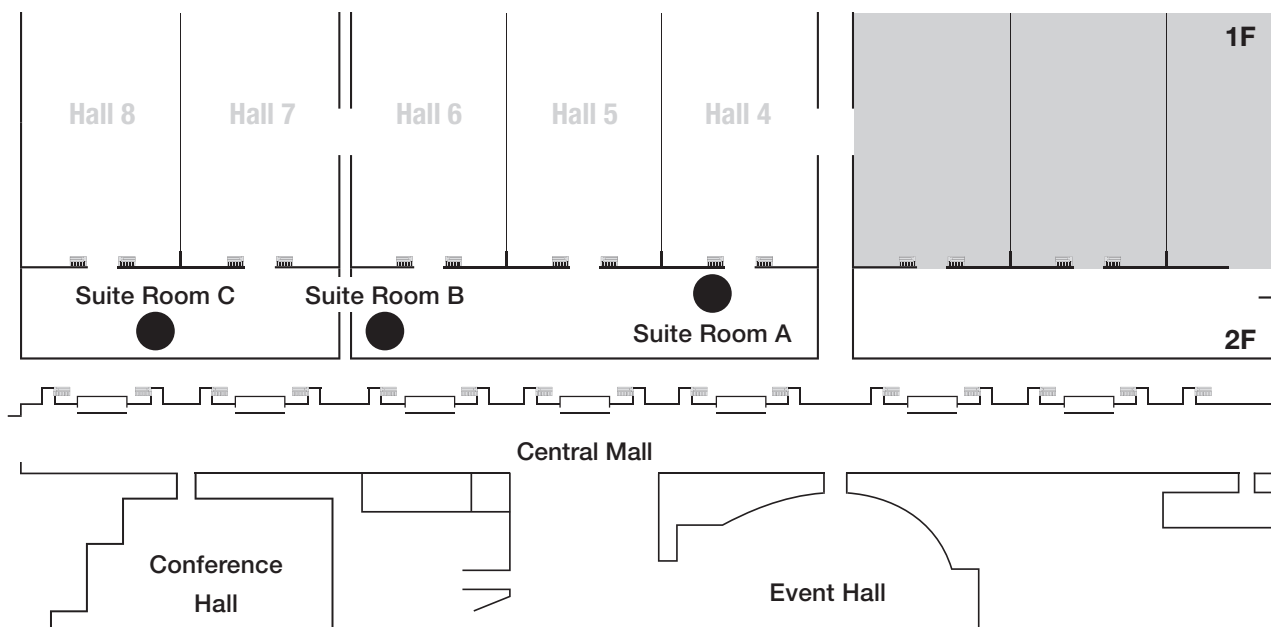 1F
Hall 8
Hall 7
Hall 6
Hall 5
Hall 4
Suite Room C
Suite Room B
Suite Room A
2F
Central Mall
Conference
Hall
Event Hall